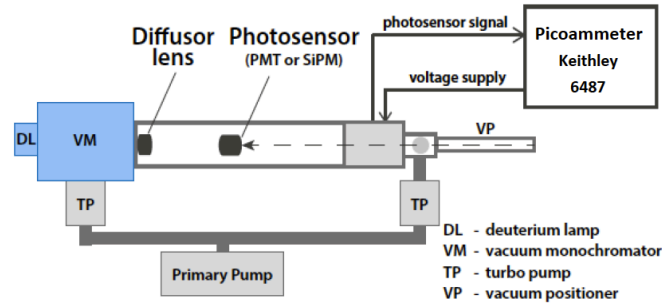 photosensor signal
Picoammeter
Keithley
6487
Diffusor
lens
Photosensor
(PMT or SiPM)
voltage supply
DL
VM
VP
TP
TP
Primary Pump
DL - deuterium lamp
VM - vacuum monochromator
TP - turbo pump
VP - vacuum positioner